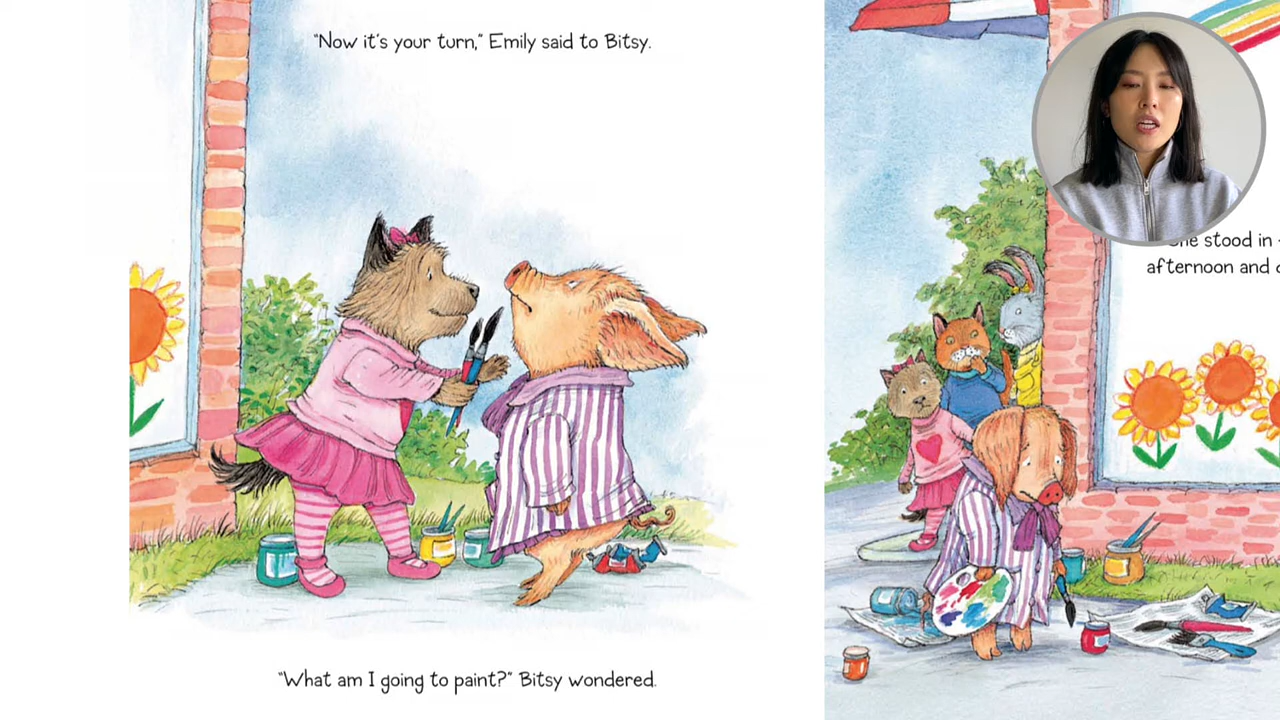 "Now it's your turn," Emily said to Bitsy.
"What am I going to paint?" Bitsy wondered.
stood in
afternoon and